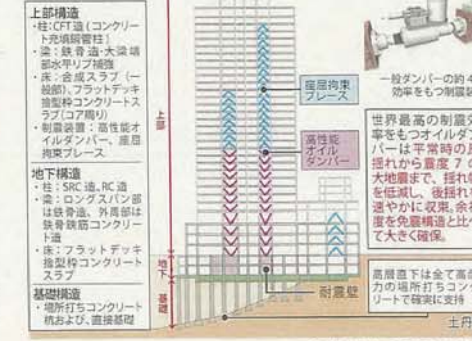 上部構造
・柱:CFT造(コンクリー
ト充填鋼管柱)
・梁:鉄骨造・大梁端
部水平リブ補強
・床:合成スラブ(一
般部)、フラットデッキ
捨型枠コンクリートス
ラブ(コア周り)
・制震装置:高性能オ
イルダンパー、座屈
拘束ブレース
地下構造
・柱:SRC造、RC造
・梁:ロングスパン部
は鉄骨造、外周部は
鉄骨鉄筋コンクリー
ト造
・床:フラットデッキ
捨型枠コンクリート
スラブ
基礎構造
・場所打ちコンクリート
杭および、直接基礎
上部
地下
基礎
座屈拘束
ブレース
高性能
オイル
ダンパー
耐震壁
一般ダンパーの約4
効率をもつ制震装
世界最高の制震効
率をもつオイルダ
パーは平常時の風
揺れから震度7
大地震まで、揺れ幅
を低減し、後揺れ
速やかに収束。余裕
度を免震構造と比
て大きく確保。
高層直下は全て高
力の場所打ちコン
リートで確実に支持
土丹